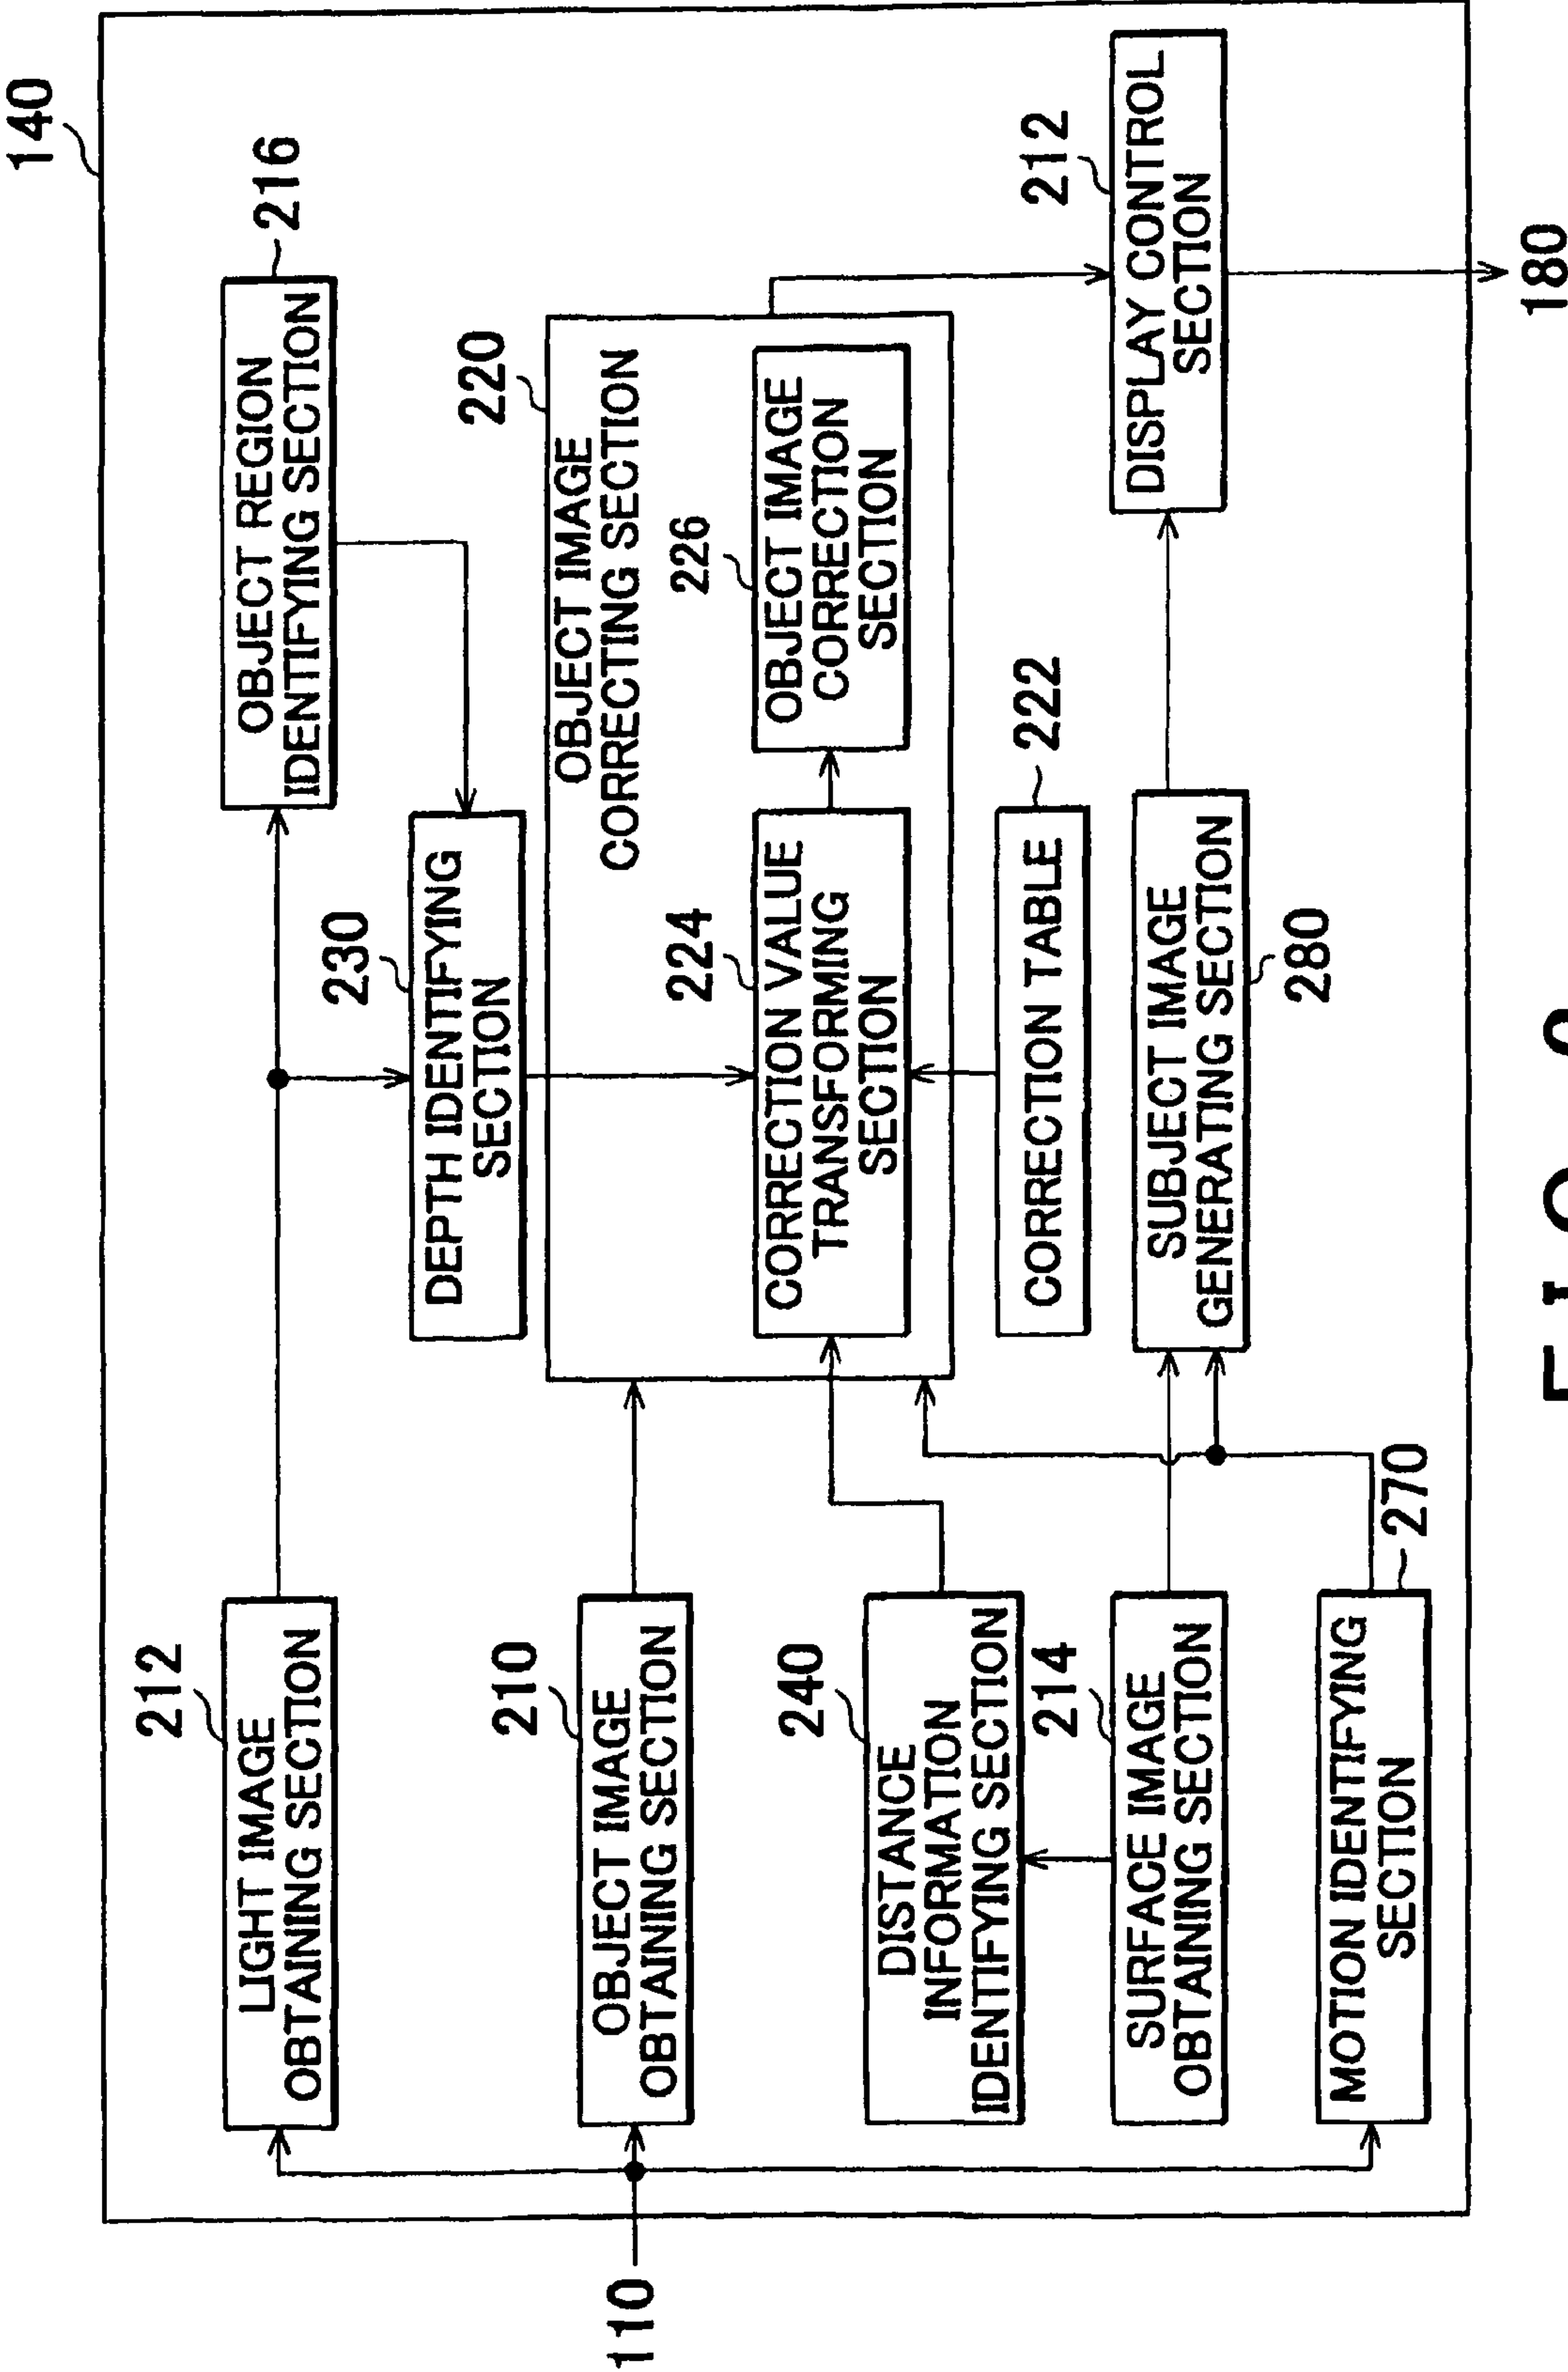 140
212
LIGHT IMAGE
OBTAINING SECTION
216
OBJECT REGION
IDENTIFYING SECTION
230
DEPTH IDENTIFYING
SECTION
110
210
OBJECT IMAGE
OBTAINING SECTION
220
OBJECT IMAGE
CORRECTING SECTION
224
CORRECTION VALUE
TRANSFORMING
SECTION
226
OBJECT IMAGE
CORRECTION
SECTION
240
DISTANCE
INFORMATION
IDENTIFYING SECTION
CORRECTION TABLE
222
214
SURFACE IMAGE
OBTAINING SECTION
SUBJECT IMAGE
GENERATING SECTION
280
212
DISPLAY CONTROL
SECTION
MOTION IDENTIFYING
SECTION
270
180